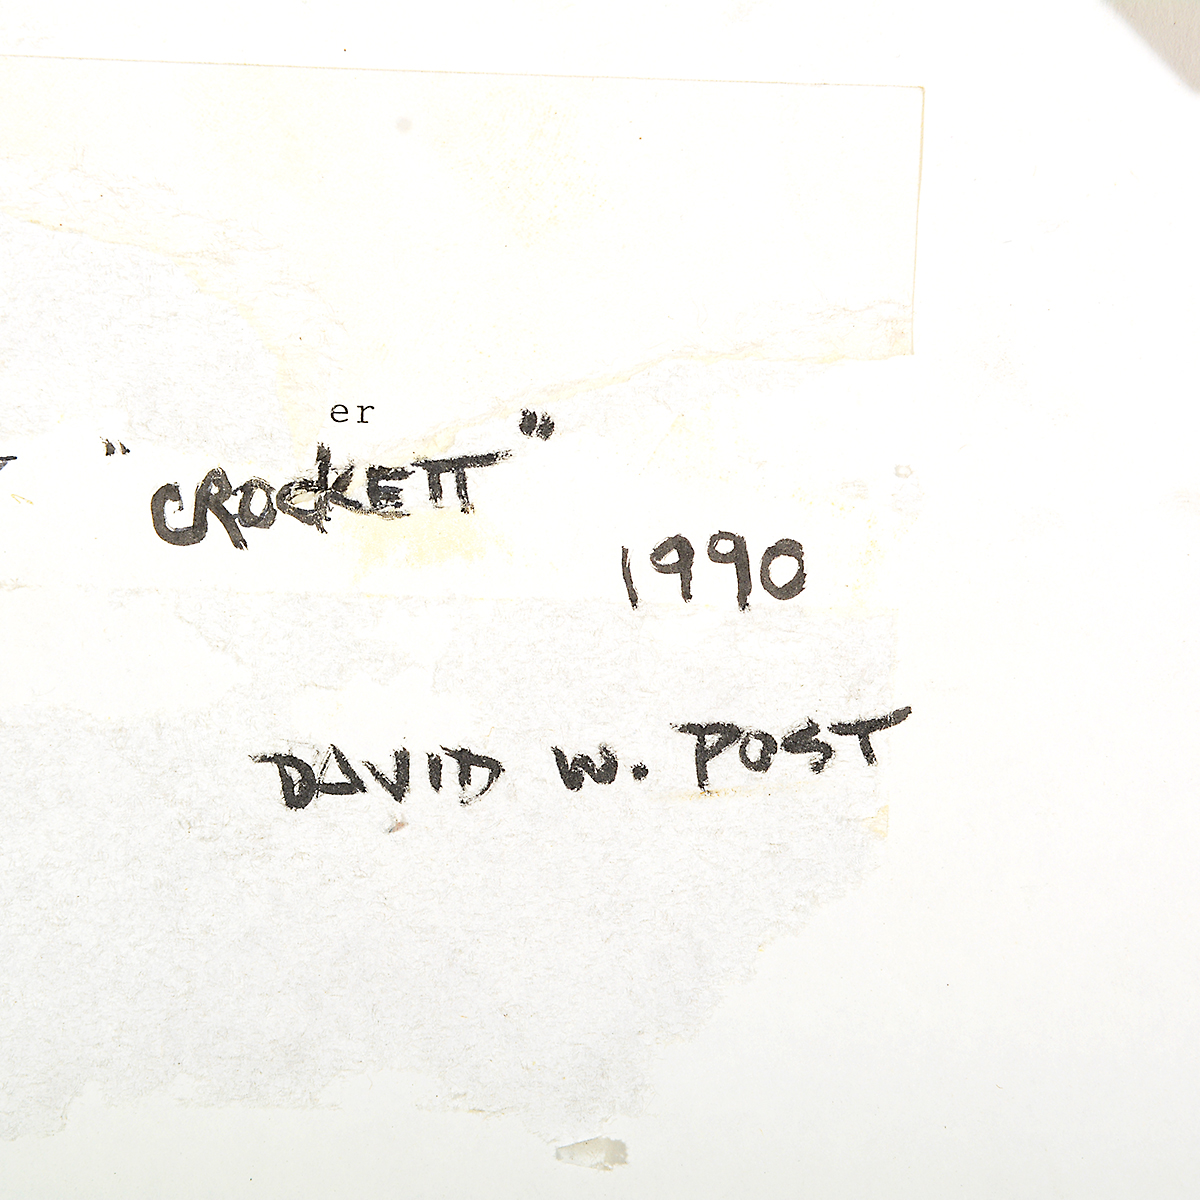 er
"CROCKETT"
1990
DAVID W. POST